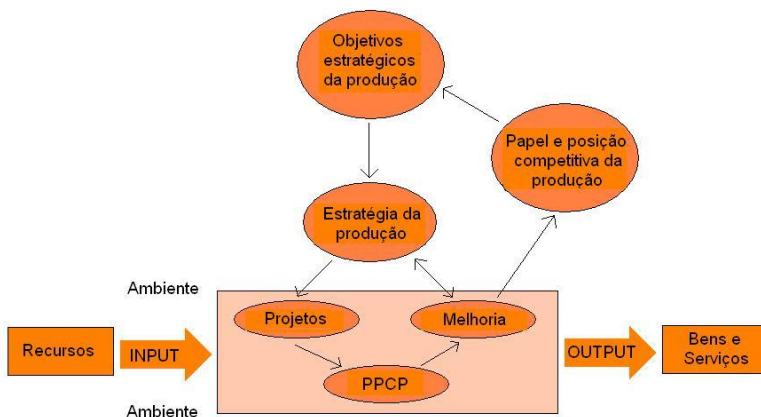 Objetivos
estratégicos
da produção
Papel e posição
competitiva da
produção
Estratégia da
produção
Ambiente
Projetos
Melhoria
Recursos
INPUT
OUTPUT
Bens e
Serviços
PPCP
Ambiente